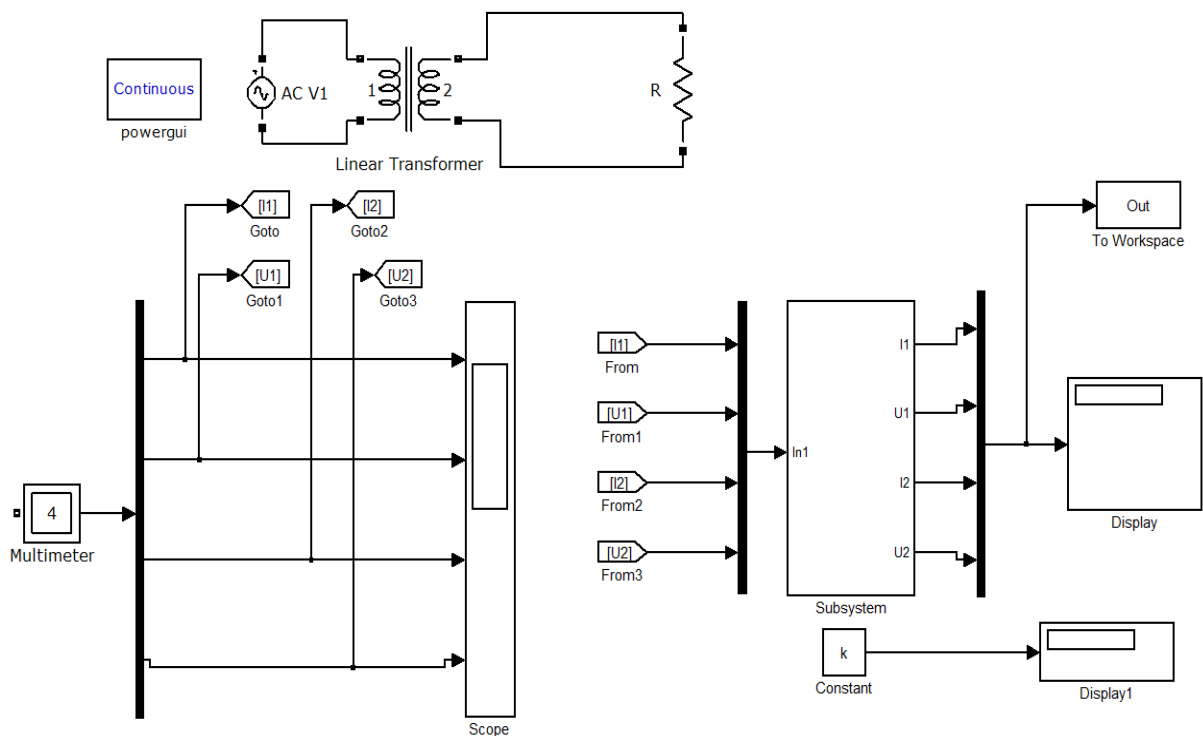 Continuous
powergui
AC V1
1
2
R
Linear Transformer
[I1]
Goto
[I2]
Goto2
[U1]
Goto1
[U2]
Goto3
4
Multimeter
Scope
[I1]
From
[U1]
From1
[I2]
From2
[U2]
From3
In1
I1
U1
I2
U2
Subsystem
Out
To Workspace
Display
k
Constant
Display1